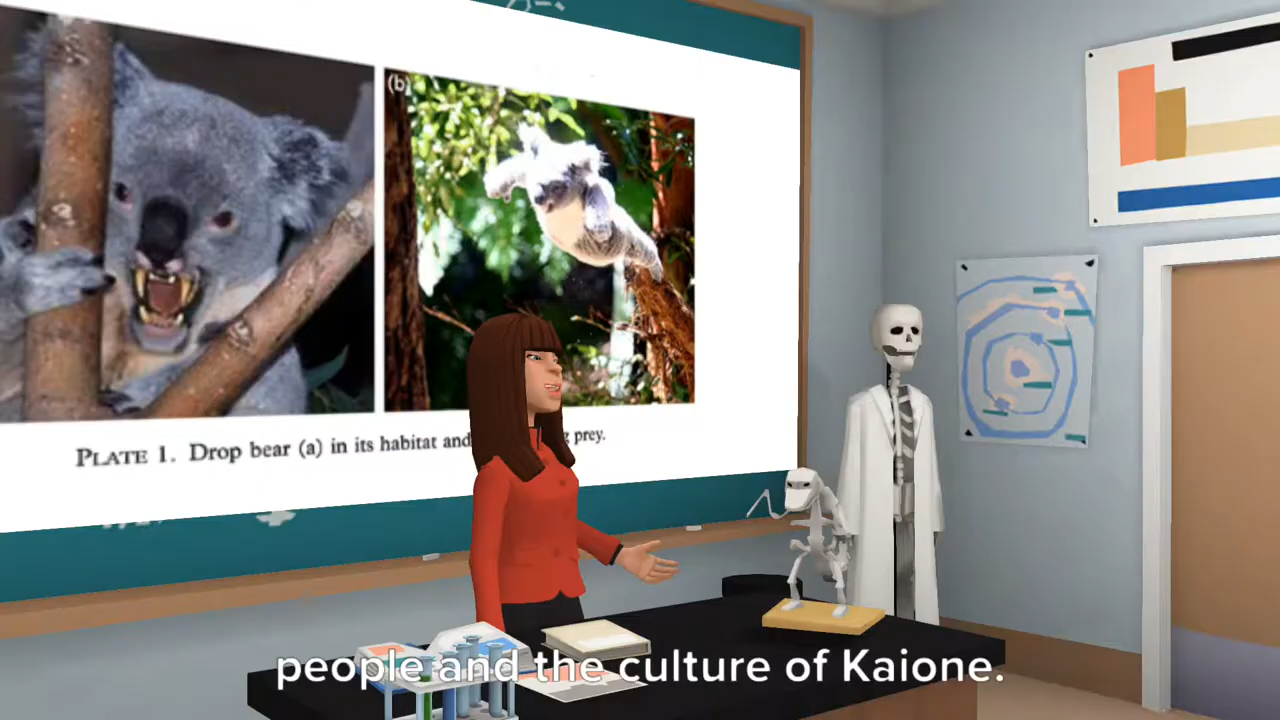 (b)
PLATE 1. Drop bear (a) in its habitat and
prey.
people and the culture of Kaione.